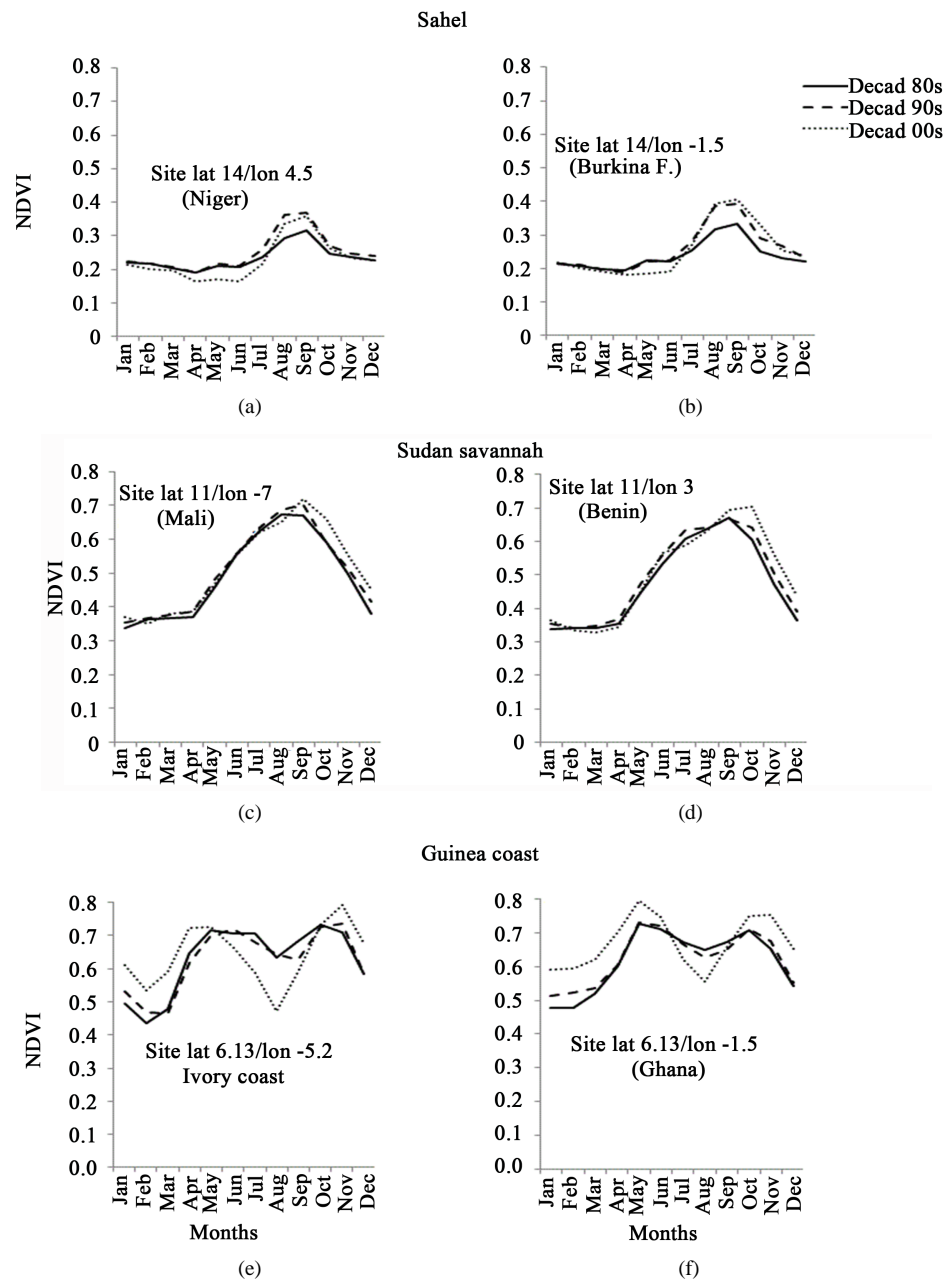 Sahel
0.8
0.7
0.6
0.5
0.4
0.3
0.2
0.1
0
NDVI
Site lat 14/lon 4.5
(Niger)
Jan Feb Mar Apr May Jun Jul Aug Sep Oct Nov Dec
(a)
0.8
0.7
0.6
0.5
0.4
0.3
0.2
0.1
0
Site lat 14/lon -1.5
(Burkina F.)
Decad 80s
Decad 90s
Decad 00s
Jan Feb Mar Apr May Jun Jul Aug Sep Oct Nov Dec
(b)
Sudan savannah
0.8
0.7
0.6
0.5
0.4
0.3
0.2
0.1
0
NDVI
Site lat 11/lon -7
(Mali)
Jan Feb Mar Apr May Jun Jul Aug Sep Oct Nov Dec
(c)
0.8
0.7
0.6
0.5
0.4
0.3
0.2
0.1
0
Site lat 11/lon 3
(Benin)
Jan Feb Mar Apr May Jun Jul Aug Sep Oct Nov Dec
(d)
Guinea coast
0.8
0.7
0.6
0.5
0.4
0.3
0.2
0.1
0.0
NDVI
Site lat 6.13/lon -5.2
Ivory coast
Jan Feb Mar Apr May Jun Jul Aug Sep Oct Nov Dec
Months
(e)
0.8
0.7
0.6
0.5
0.4
0.3
0.2
0.1
0.0
Site lat 6.13/lon -1.5
(Ghana)
Jan Feb Mar Apr May Jun Jul Aug Sep Oct Nov Dec
Months
(f)